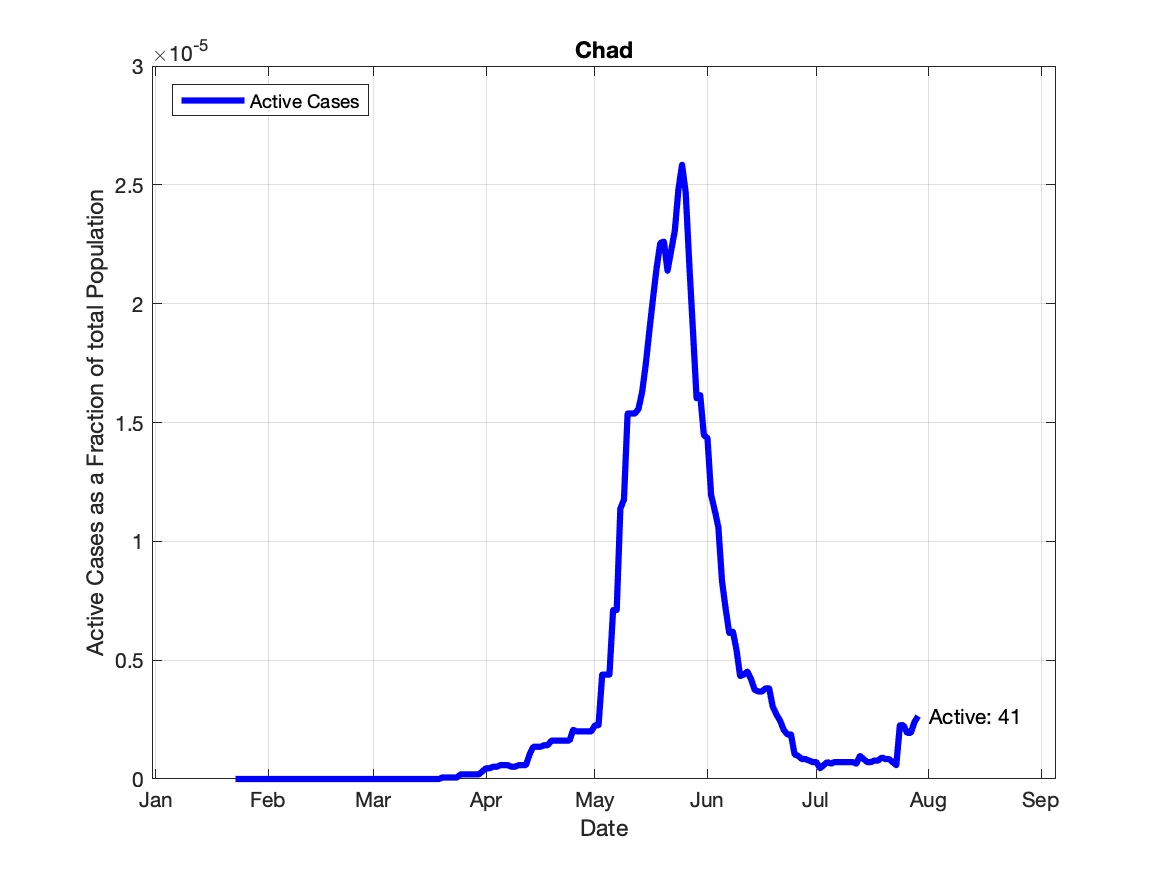 Chad
×10-5
3
2.5
2
1.5
1
0.5
0
Active Cases as a Fraction of total Population
Active Cases
Active: 41
Jan Feb Mar Apr May Jun Jul Aug Sep
Date